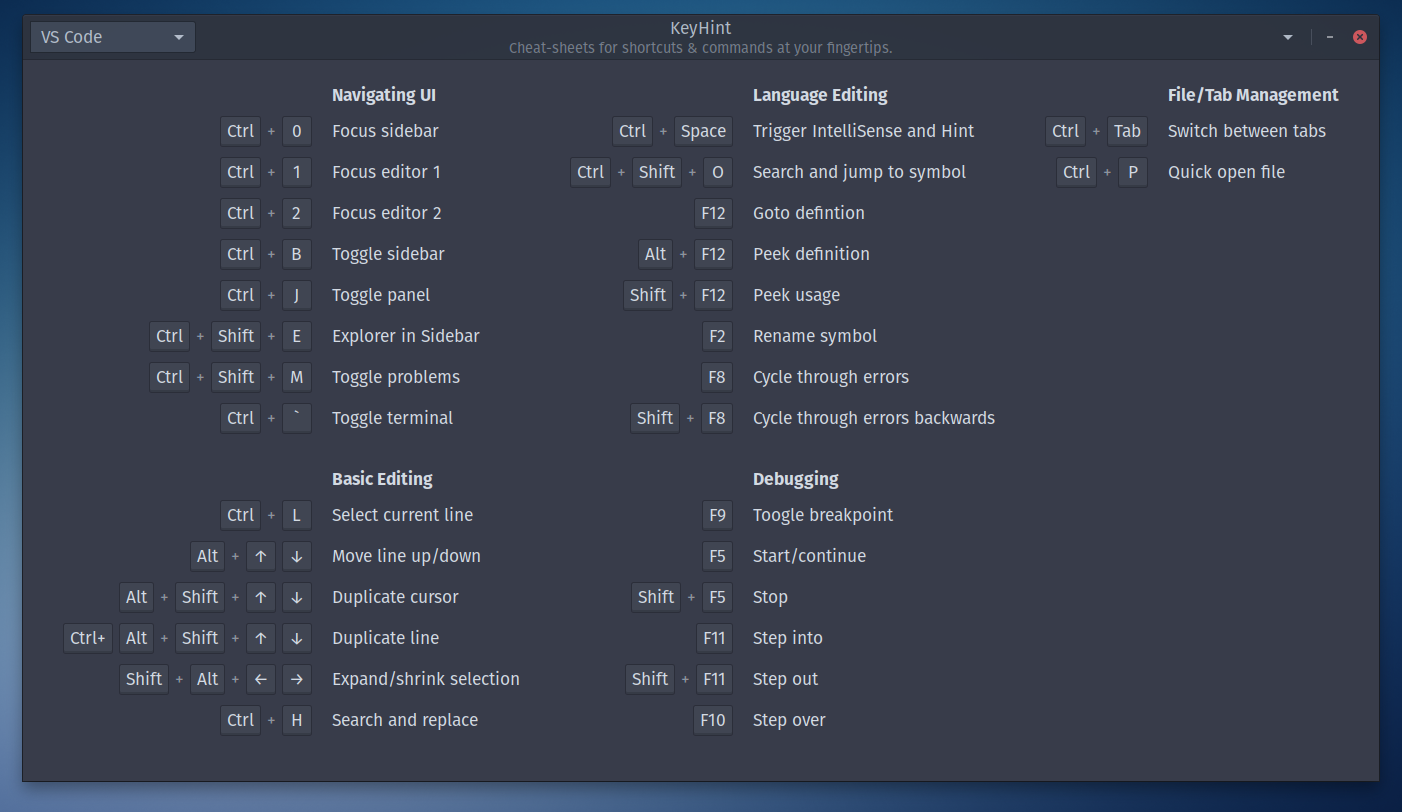 VS Code
KeyHint
Cheat-sheets for shortcuts & commands at your fingertips.
Navigating UI
Ctrl + 0 Focus sidebar
Ctrl + 1 Focus editor 1
Ctrl + 2 Focus editor 2
Ctrl + B Toggle sidebar
Ctrl + J Toggle panel
Ctrl + Shift + E Explorer in Sidebar
Ctrl + Shift + M Toggle problems
Ctrl + ` Toggle terminal
Basic Editing
Ctrl + L Select current line
Alt + ↑ ↓ Move line up/down
Alt + Shift + ↑ ↓ Duplicate cursor
Ctrl+ Alt + Shift + ↑ ↓ Duplicate line
Shift + Alt + ← → Expand/shrink selection
Ctrl + H Search and replace
Language Editing
Ctrl + Space Trigger IntelliSense and Hint
Ctrl + Shift + O Search and jump to symbol
F12 Goto defintion
Alt + F12 Peek definition
Shift + F12 Peek usage
F2 Rename symbol
F8 Cycle through errors
Shift + F8 Cycle through errors backwards
Debugging
F9 Toogle breakpoint
F5 Start/continue
Shift + F5 Stop
F11 Step into
Shift + F11 Step out
F10 Step over
File/Tab Management
Ctrl + Tab Switch between tabs
Ctrl + P Quick open file